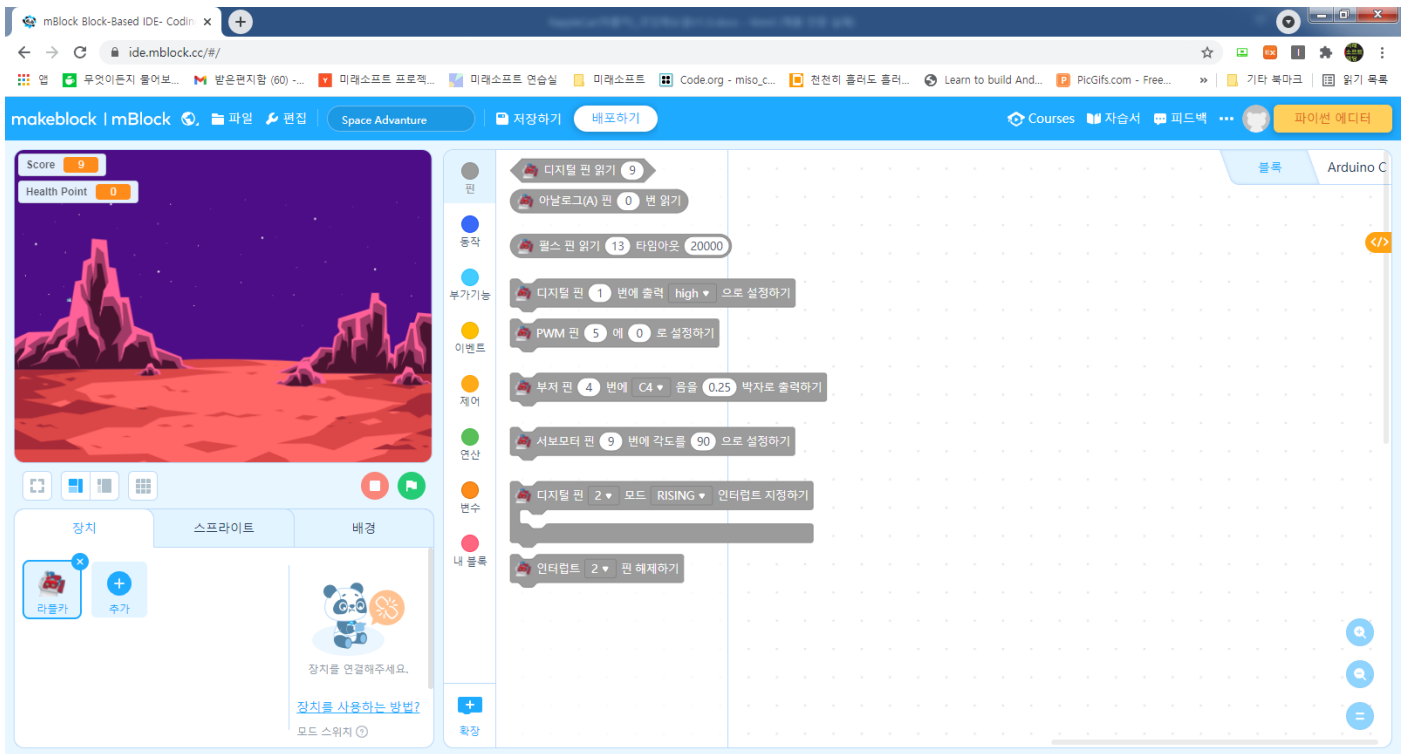 mBlock Block-Based IDE- Codin
ide.mblock.cc/#/
앱 무엇이든지 물어보... 받은편지함 (60) -... 미래소프트 프로젝... 미래소프트 연습실 미래소프트 Code.org - miso_c... 천천히 흘러도 흘러... Learn to build And... PicGifs.com - Free... » 기타 북마크 읽기 목록
makeblock | mBlock 파일 편집 Space Advanture 저장하기 배포하기 Courses 자습서 피드백 ••• 파이썬 에디터
Score 9
Health Point 0
장치 스프라이트 배경
라플카 추가
장치를 연결해주세요.
장치를 사용하는 방법?
모드 스위치
핀
동작
부가기능
이벤트
제어
연산
변수
내 블록
확장
디지털 핀 읽기 9
아날로그(A) 핀 0 번 읽기
펄스 핀 읽기 13 타임아웃 20000
디지털 핀 1 번에 출력 high 으로 설정하기
PWM 핀 5 에 0 로 설정하기
부저 핀 4 번에 C4 음을 0.25 박자로 출력하기
서보모터 핀 9 번에 각도를 90 으로 설정하기
디지털 핀 2 모드 RISING 인터럽트 지정하기
인터럽트 2 핀 해제하기
블록 Arduino C